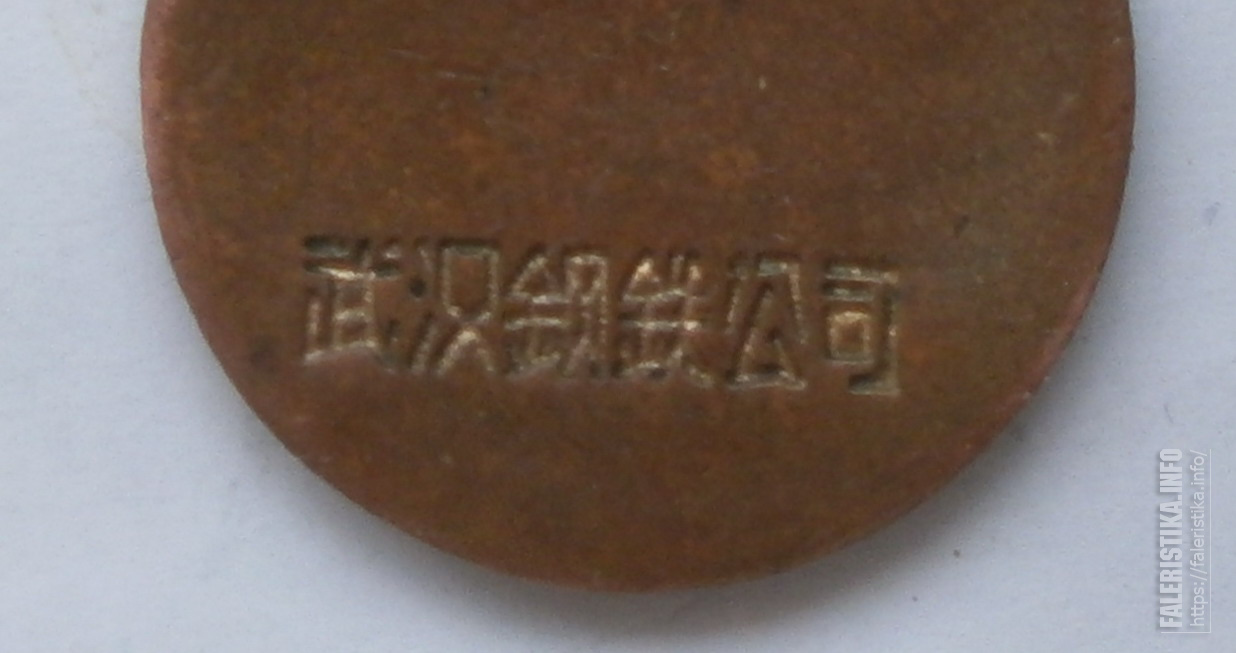 武汉钢铁公司
FALERISTIKA.INFO
https://faleristika.info/